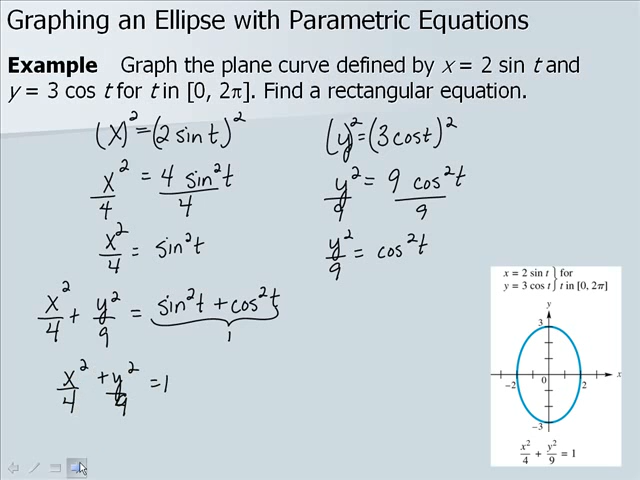 Graphing an Ellipse with Parametric Equations
Example Graph the plane curve defined by x = 2 sin t and
y = 3 cos t for t in [0, 2π]. Find a rectangular equation.
(x)² = (2 sin t)²
x²/4 = 4 sin²t/4
x²/4 = sin²t
(y)² = (3 cos t)²
y²/9 = 9 cos²t/9
y²/9 = cos²t
x²/4 + y²/9 = sin²t + cos²t
1
x²/4 + y²/9 = 1
x = 2 sin t } for
y = 3 cos t } t in [0, 2π]
y
3
−2 0 2 x
−3
x²/4 + y²/9 = 1